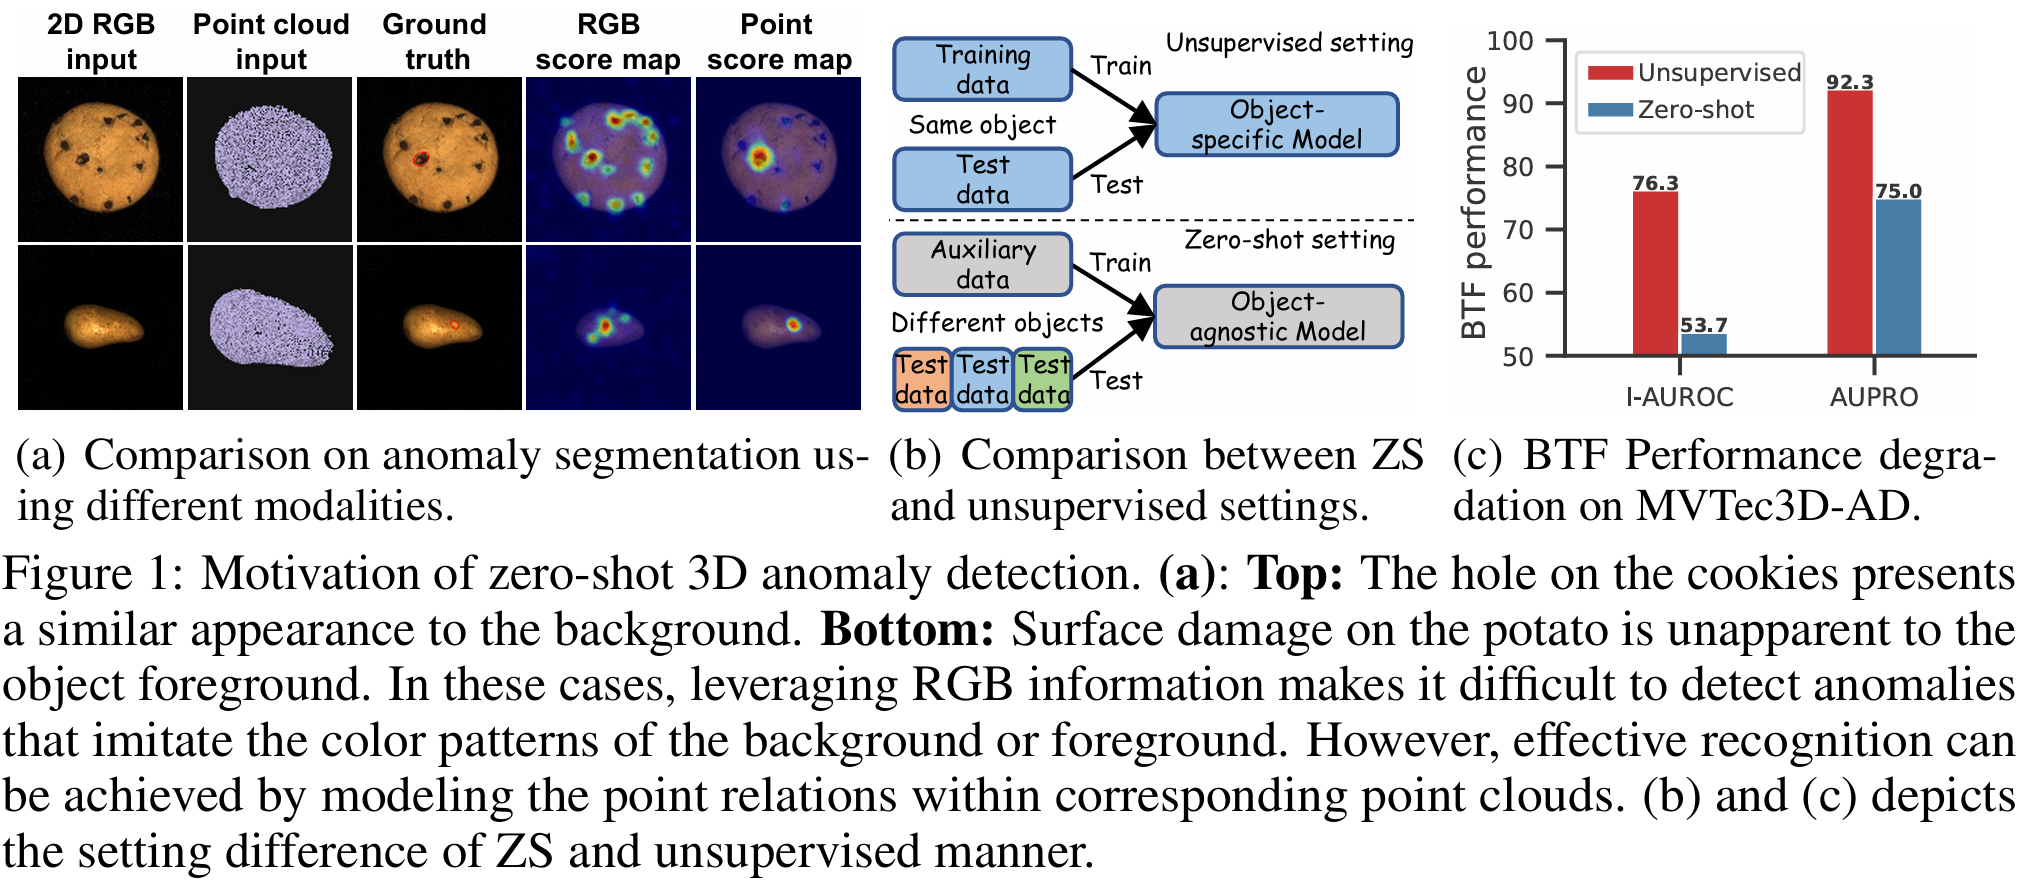 2D RGB input
Point cloud input
Ground truth
RGB score map
Point score map
Training data
Train
Unsupervised setting
Same object
Object-specific Model
Test data
Test
Auxiliary data
Train
Zero-shot setting
Different objects
Object-agnostic Model
Test data
Test data
Test data
Test
BTF performance
100
90
80
70
60
50
Unsupervised
Zero-shot
76.3
53.7
92.3
75.0
I-AUROC
AUPRO
(a) Comparison on anomaly segmentation us-
ing different modalities.
(b) Comparison between ZS
and unsupervised settings.
(c) BTF Performance degra-
dation on MVTec3D-AD.
Figure 1: Motivation of zero-shot 3D anomaly detection. (a): Top: The hole on the cookies presents
a similar appearance to the background. Bottom: Surface damage on the potato is unapparent to the
object foreground. In these cases, leveraging RGB information makes it difficult to detect anomalies
that imitate the color patterns of the background or foreground. However, effective recognition can
be achieved by modeling the point relations within corresponding point clouds. (b) and (c) depicts
the setting difference of ZS and unsupervised manner.